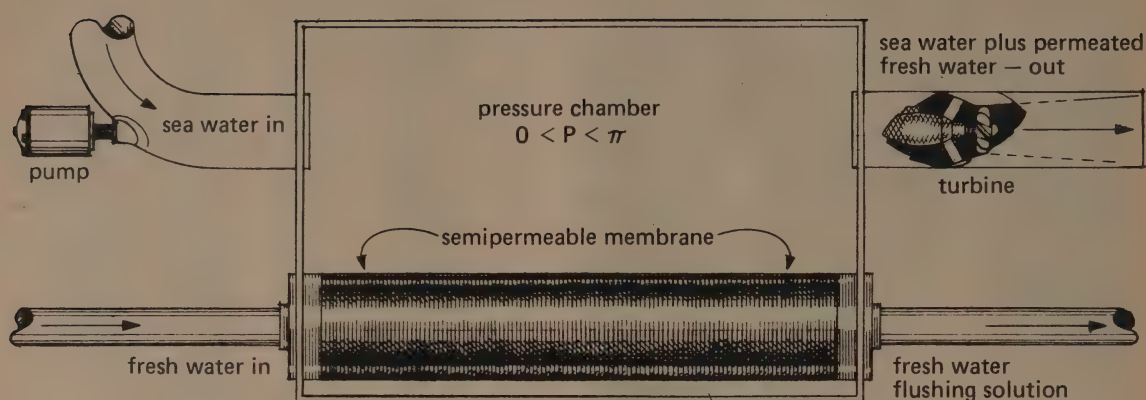 sea water plus permeated
fresh water — out
sea water in
pressure chamber
0 < P < π
pump
turbine
semipermeable membrane
fresh water in
fresh water
flushing solution